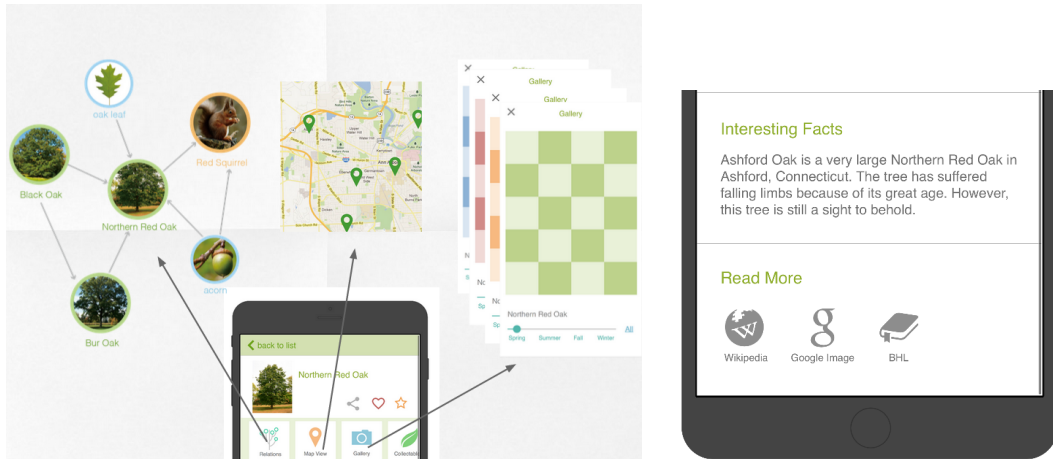 oak leaf
Red Squirrel
Black Oak
Northern Red Oak
acorn
Bur Oak
Gallery
Gallery
Gallery
Northern Red Oak
All
Spring Summer Fall Winter
back to list
Northern Red Oak
Relations
Map View
Gallery
Collectable
Interesting Facts
Ashford Oak is a very large Northern Red Oak in
Ashford, Connecticut. The tree has suffered
falling limbs because of its great age. However,
this tree is still a sight to behold.
Read More
Wikipedia
Google Image
BHL